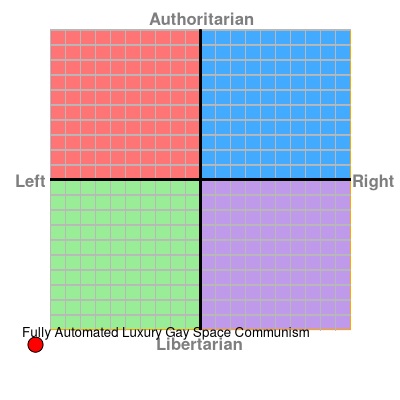 Authoritarian
Left
Right
Fully Automated Luxury Gay Space Communism
Libertarian